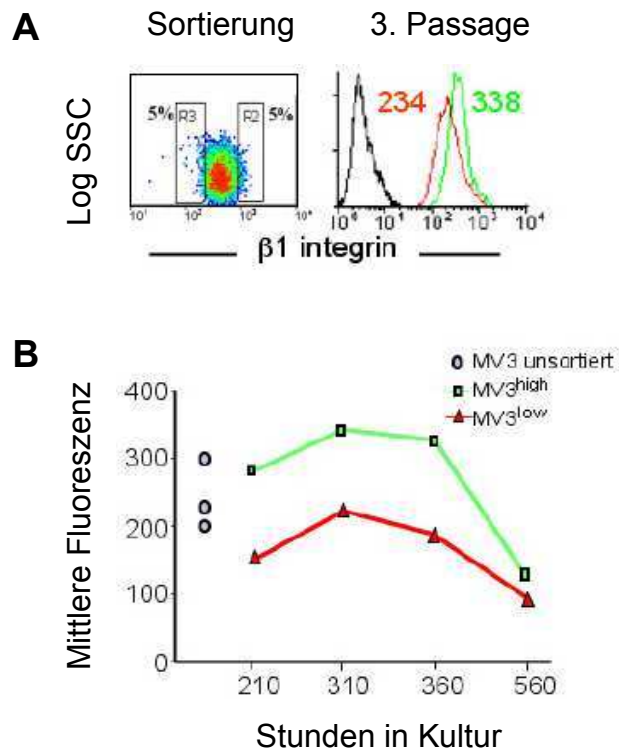 A
Sortierung
3. Passage
Log SSC
5%
R3
R2
5%
10¹ 10² 10³ 10⁴
234
338
10⁰ 10¹ 10² 10³ 10⁴
β1 integrin
B
MV3 unsortiert
MV3high
MV3low
Mittlere Fluoreszenz
400
300
200
100
0
210 310 360 560
Stunden in Kultur